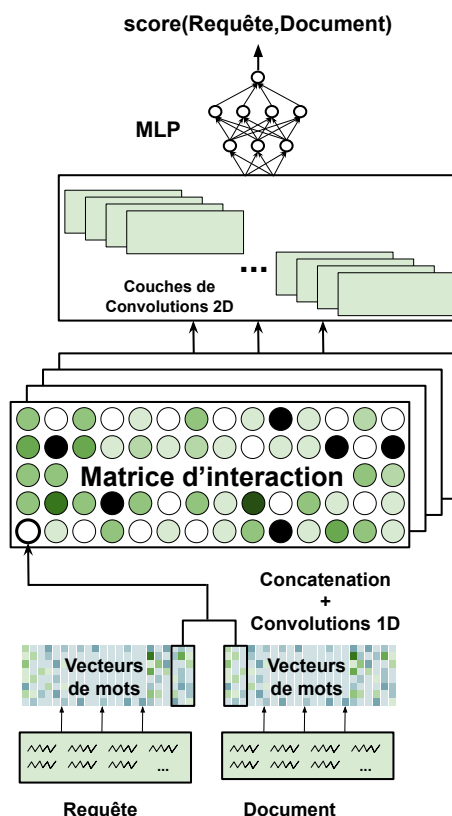 score(Requête,Document)
MLP
...
Couches de
Convolutions 2D
Matrice d'interaction
Concatenation
+
Convolutions 1D
Vecteurs
de mots
Vecteurs
de mots
...
...
Requête
Document